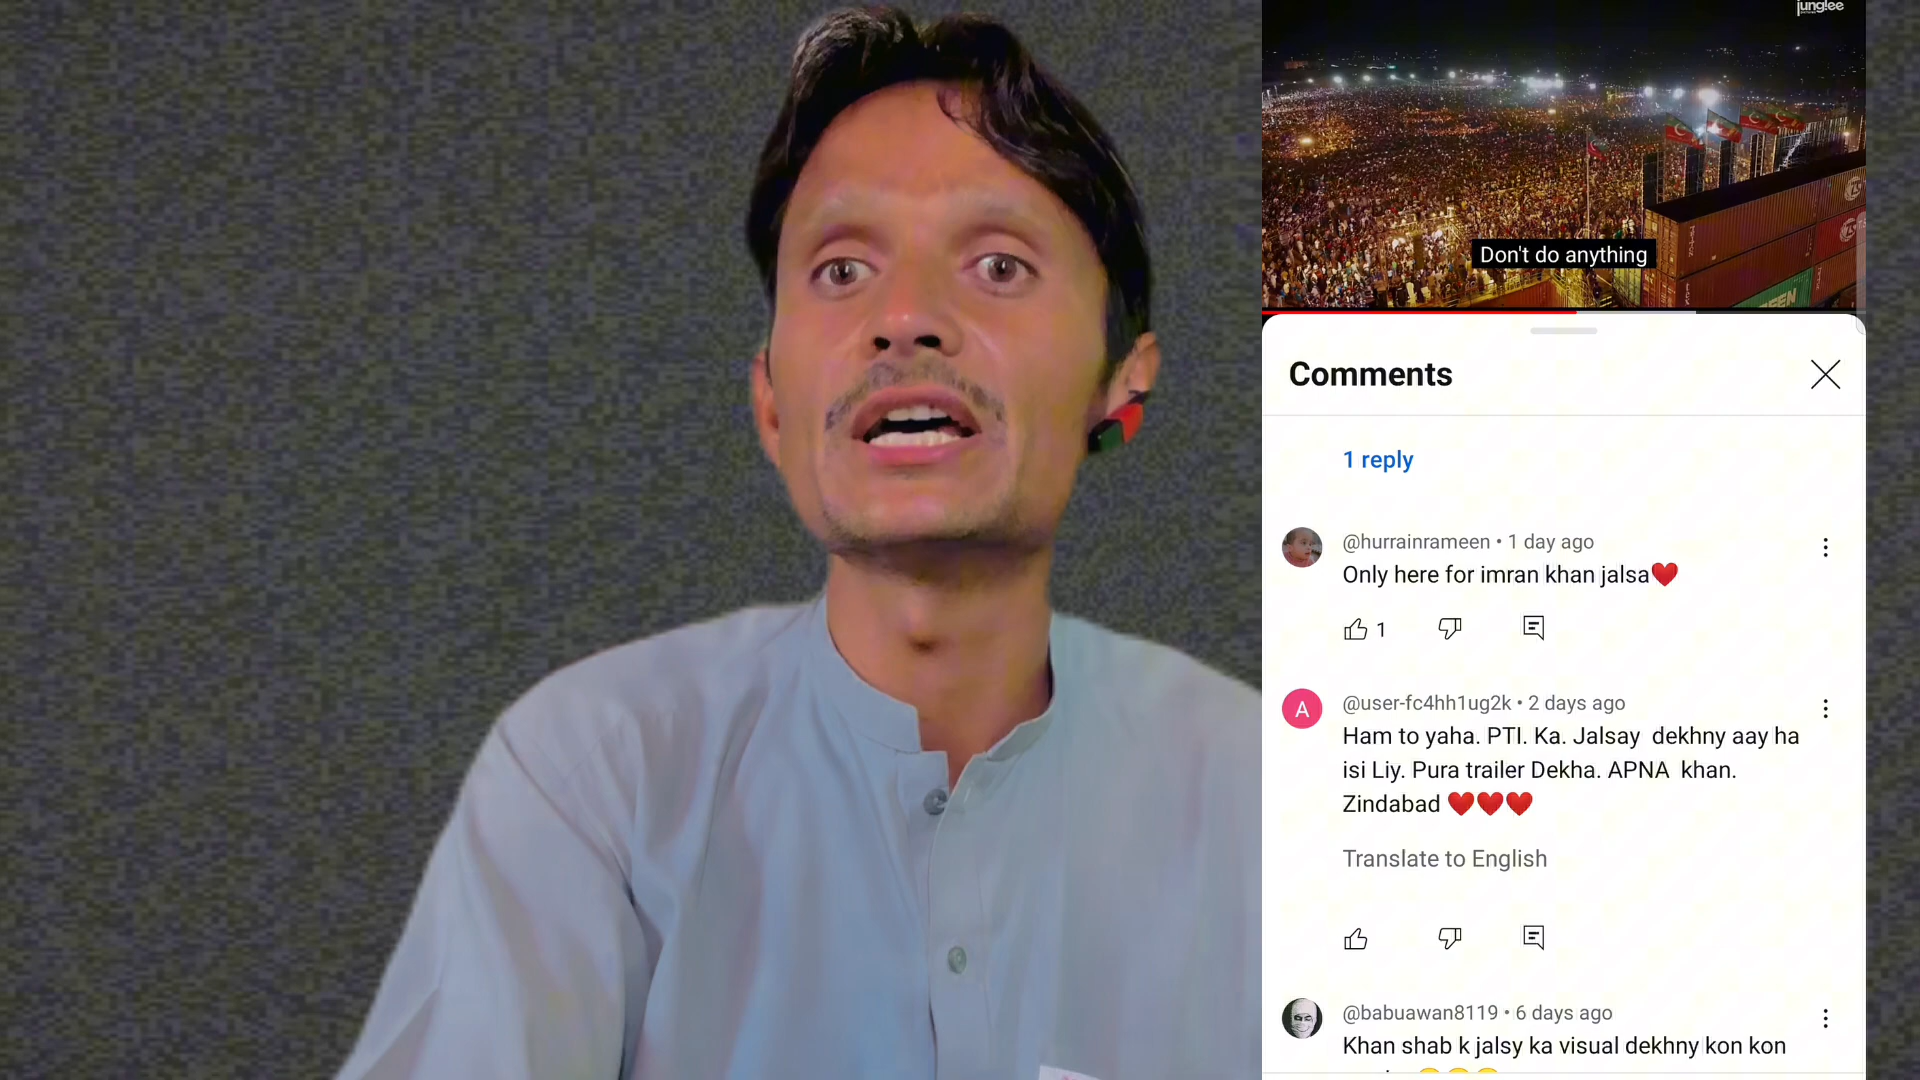 junglee
Don't do anything
Comments
1 reply
@hurrainrameen • 1 day ago
Only here for imran khan jalsa❤️
1
A
@user-fc4hh1ug2k • 2 days ago
Ham to yaha. PTI. Ka. Jalsay dekhny aay ha
isi Liy. Pura trailer Dekha. APNA khan.
Zindabad ❤️❤️❤️
Translate to English
@babuawan8119 • 6 days ago
Khan shab k jalsy ka visual dekhny kon kon